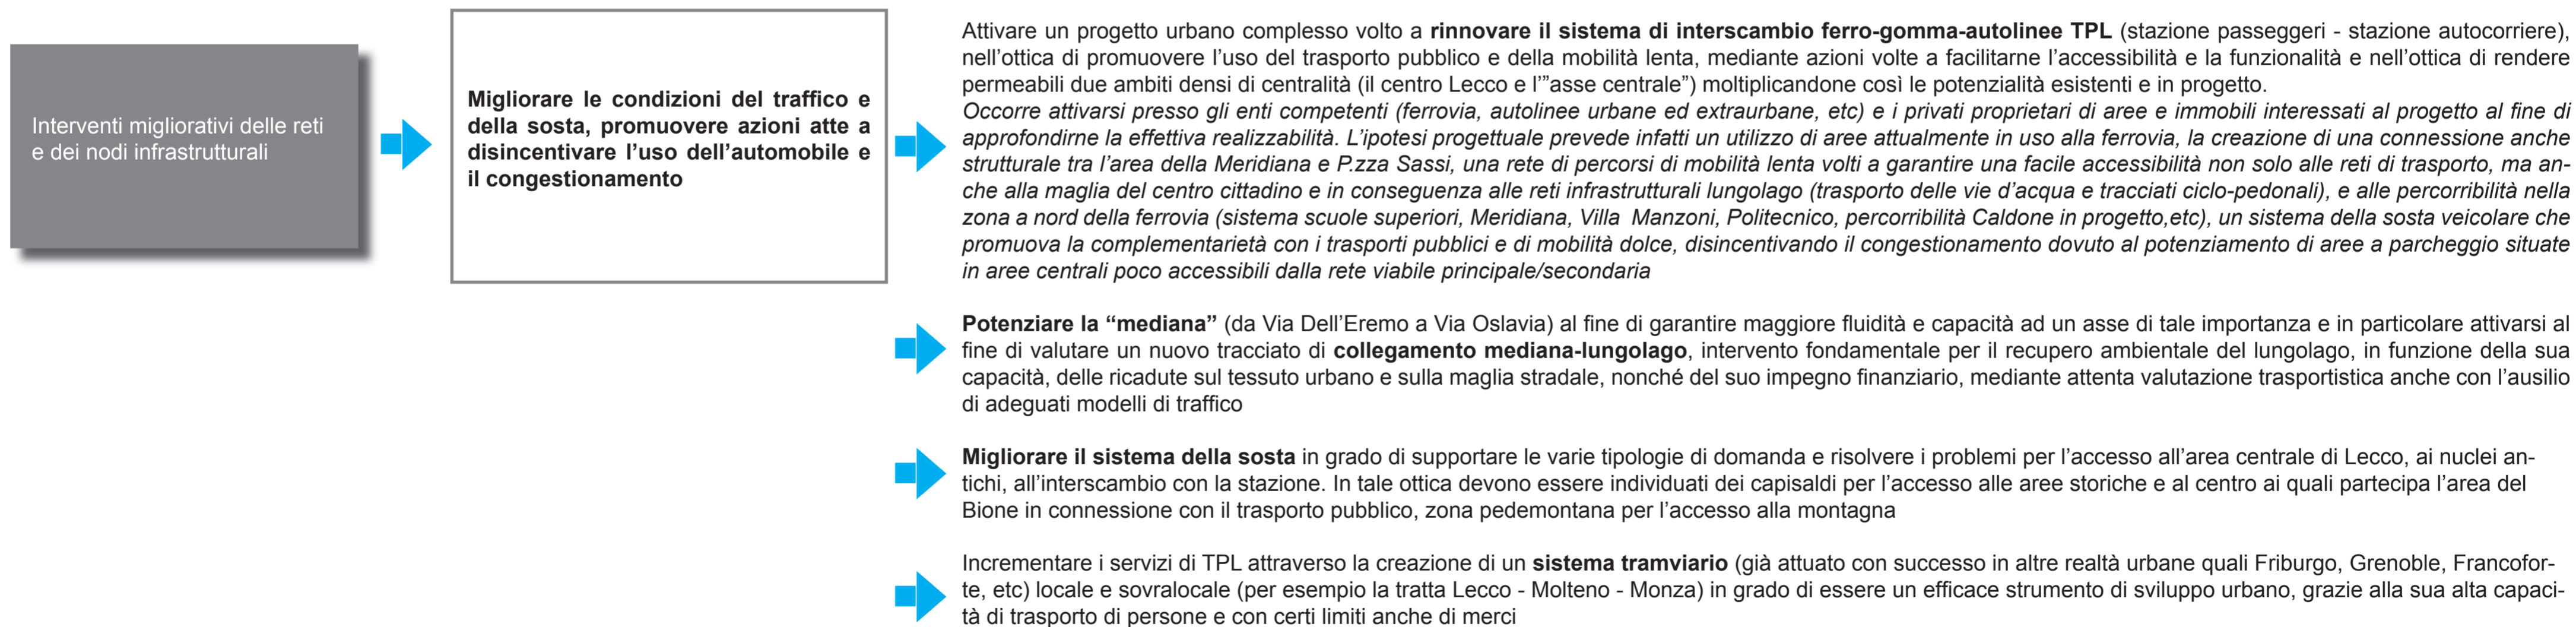 Interventi migliorativi delle reti
e dei nodi infrastrutturali
Migliorare le condizioni del traffico e
della sosta, promuovere azioni atte a
disincentivare l'uso dell'automobile e
il congestionamento
Attivare un progetto urbano complesso volto a rinnovare il sistema di interscambio ferro-gomma-autolinee TPL (stazione passeggeri - stazione autocorriere),
nell'ottica di promuovere l'uso del trasporto pubblico e della mobilità lenta, mediante azioni volte a facilitarne l'accessibilità e la funzionalità e nell'ottica di rendere
permeabili due ambiti densi di centralità (il centro Lecco e l'"asse centrale") moltiplicandone così le potenzialità esistenti e in progetto.
Occorre attivarsi presso gli enti competenti (ferrovia, autolinee urbane ed extraurbane, etc) e i privati proprietari di aree e immobili interessati al progetto al fine di
approfondirne la effettiva realizzabilità. L'ipotesi progettuale prevede infatti un utilizzo di aree attualmente in uso alla ferrovia, la creazione di una connessione anche
strutturale tra l'area della Meridiana e P.zza Sassi, una rete di percorsi di mobilità lenta volti a garantire una facile accessibilità non solo alle reti di trasporto, ma an-
che alla maglia del centro cittadino e in conseguenza alle reti infrastrutturali lungolago (trasporto delle vie d'acqua e tracciati ciclo-pedonali), e alle percorribilità nella
zona a nord della ferrovia (sistema scuole superiori, Meridiana, Villa Manzoni, Politecnico, percorribilità Caldone in progetto,etc), un sistema della sosta veicolare che
promuova la complementarietà con i trasporti pubblici e di mobilità dolce, disincentivando il congestionamento dovuto al potenziamento di aree a parcheggio situate
in aree centrali poco accessibili dalla rete viabile principale/secondaria
Potenziare la "mediana" (da Via Dell'Eremo a Via Oslavia) al fine di garantire maggiore fluidità e capacità ad un asse di tale importanza e in particolare attivarsi al
fine di valutare un nuovo tracciato di collegamento mediana-lungolago, intervento fondamentale per il recupero ambientale del lungolago, in funzione della sua
capacità, delle ricadute sul tessuto urbano e sulla maglia stradale, nonché del suo impegno finanziario, mediante attenta valutazione trasportistica anche con l'ausilio
di adeguati modelli di traffico
Migliorare il sistema della sosta in grado di supportare le varie tipologie di domanda e risolvere i problemi per l'accesso all'area centrale di Lecco, ai nuclei an-
tichi, all'interscambio con la stazione. In tale ottica devono essere individuati dei capisaldi per l'accesso alle aree storiche e al centro ai quali partecipa l'area del
Bione in connessione con il trasporto pubblico, zona pedemontana per l'accesso alla montagna
Incrementare i servizi di TPL attraverso la creazione di un sistema tramviario (già attuato con successo in altre realtà urbane quali Friburgo, Grenoble, Francofor-
te, etc) locale e sovralocale (per esempio la tratta Lecco - Molteno - Monza) in grado di essere un efficace strumento di sviluppo urbano, grazie alla sua alta capaci-
tà di trasporto di persone e con certi limiti anche di merci